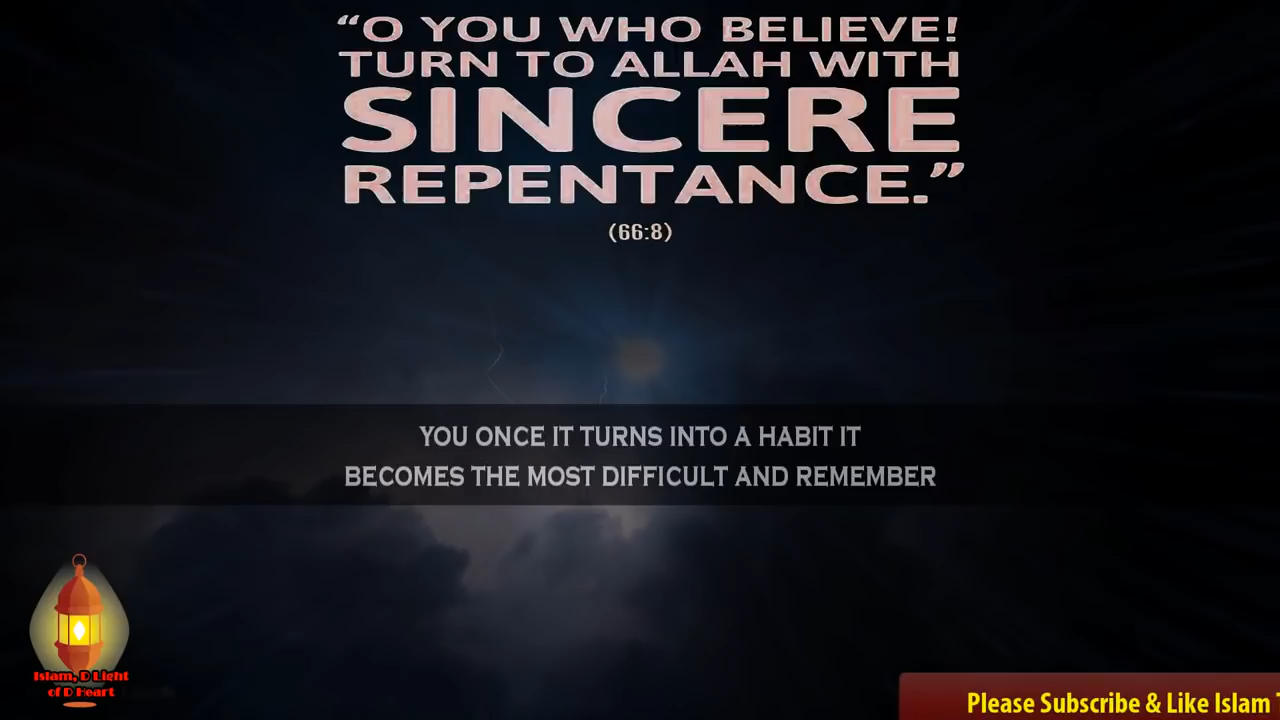 “O YOU WHO BELIEVE!
TURN TO ALLAH WITH
SINCERE
REPENTANCE.”
(66:8)
YOU ONCE IT TURNS INTO A HABIT IT
BECOMES THE MOST DIFFICULT AND REMEMBER
Islam, D Light
of D Heart
Please Subscribe & Like Islam